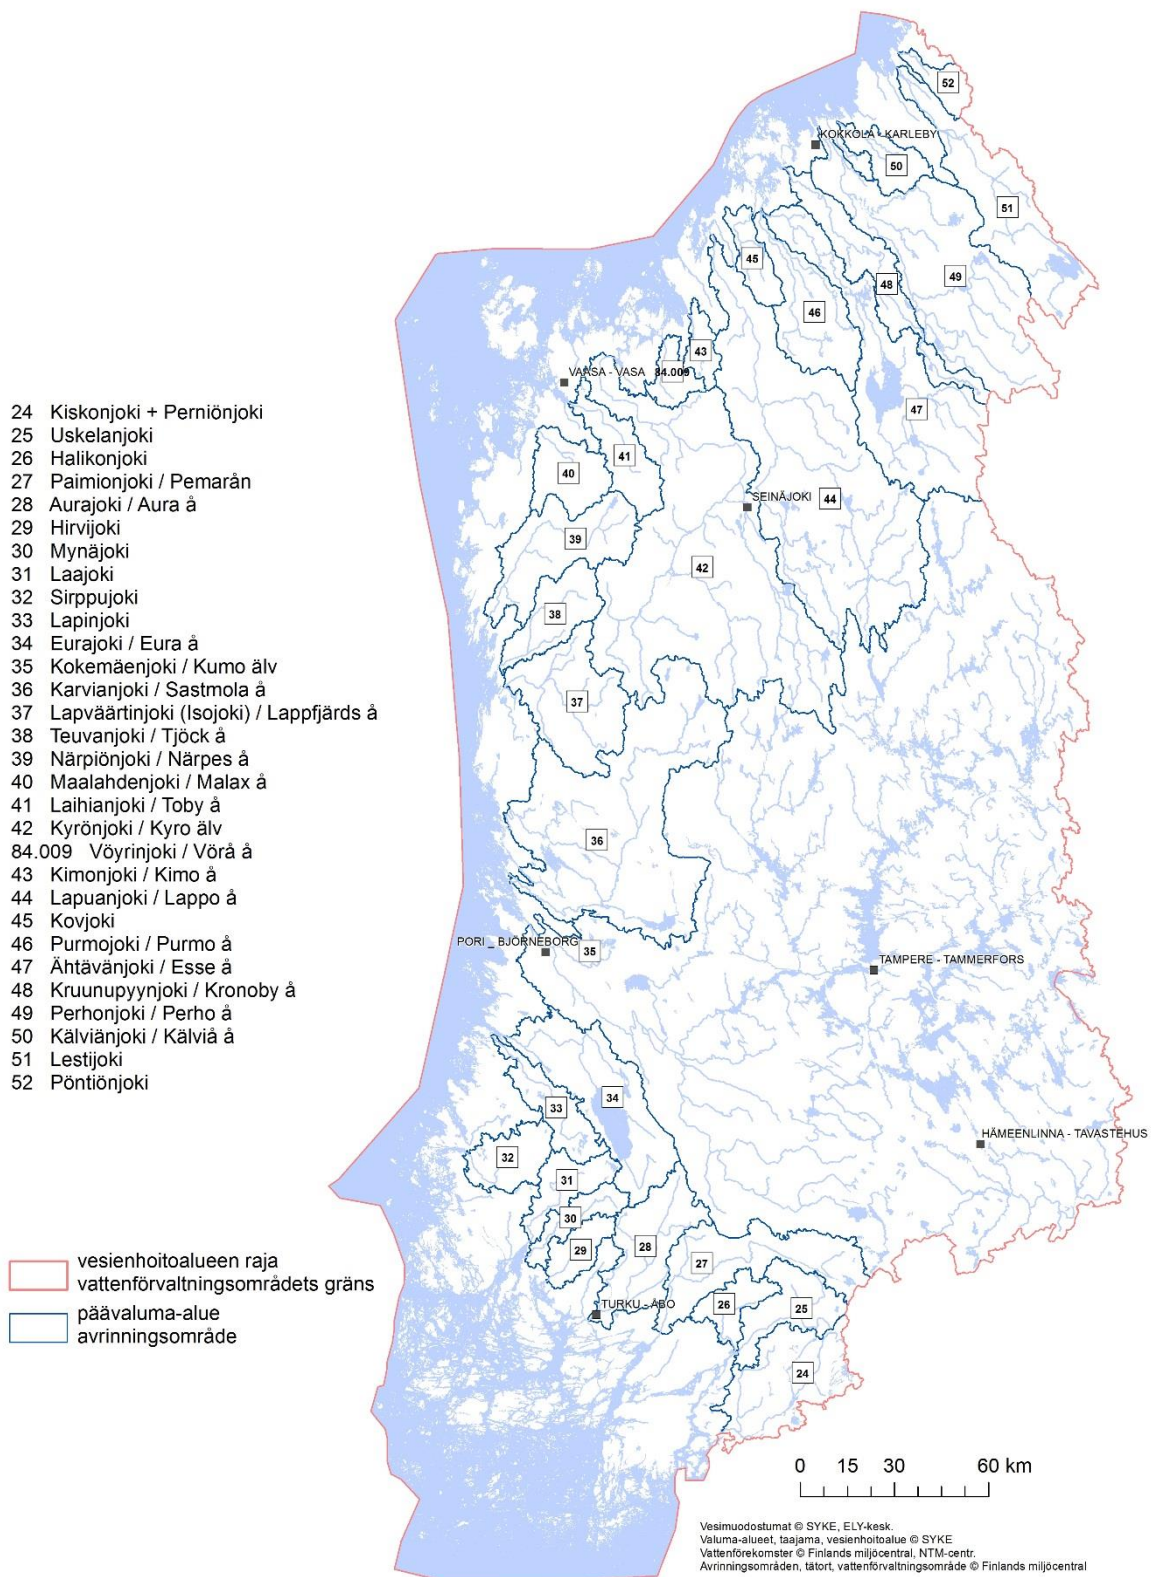 52
KOKKOLA - KARLEBY
50
51
45
49
48
46
43
VAASA - VASA
84.009
47
41
40
SEINÄJOKI
44
39
42
38
37
36
PORI _ BJÖRNEBORG
35
TAMPERE - TAMMERFORS
34
33
HÄMEENLINNA - TAVASTEHUS
32
31
30
29
28
27
26
25
TURKU - ÅBO
24
24 Kiskonjoki + Perniönjoki
25 Uskelanjoki
26 Halikonjoki
27 Paimionjoki / Pemarån
28 Aurajoki / Aura å
29 Hirvijoki
30 Mynäjoki
31 Laajoki
32 Sirppujoki
33 Lapinjoki
34 Eurajoki / Eura å
35 Kokemäenjoki / Kumo älv
36 Karvianjoki / Sastmola å
37 Lapväärtinjoki (Isojoki) / Lappfjärds å
38 Teuvanjoki / Tjöck å
39 Närpiönjoki / Närpes å
40 Maalahdenjoki / Malax å
41 Laihianjoki / Toby å
42 Kyrönjoki / Kyro älv
84.009 Vöyrinjoki / Vörå å
43 Kimonjoki / Kimo å
44 Lapuanjoki / Lappo å
45 Kovjoki
46 Purmojoki / Purmo å
47 Ähtävänjoki / Esse å
48 Kruunupyynjoki / Kronoby å
49 Perhonjoki / Perho å
50 Kälviänjoki / Kälviå å
51 Lestijoki
52 Pöntiönjoki
vesienhoitoalueen raja
vattenförvaltningsområdets gräns
päävaluma-alue
avrinningsområde
0 15 30 60 km
Vesimuodostumat © SYKE, ELY-kesk.
Valuma-alueet, taajama, vesienhoitoalue © SYKE
Vattenförekomster © Finlands miljöcentral, NTM-centr.
Avrinningsområden, tätort, vattenförvaltningsområde © Finlands miljöcentral